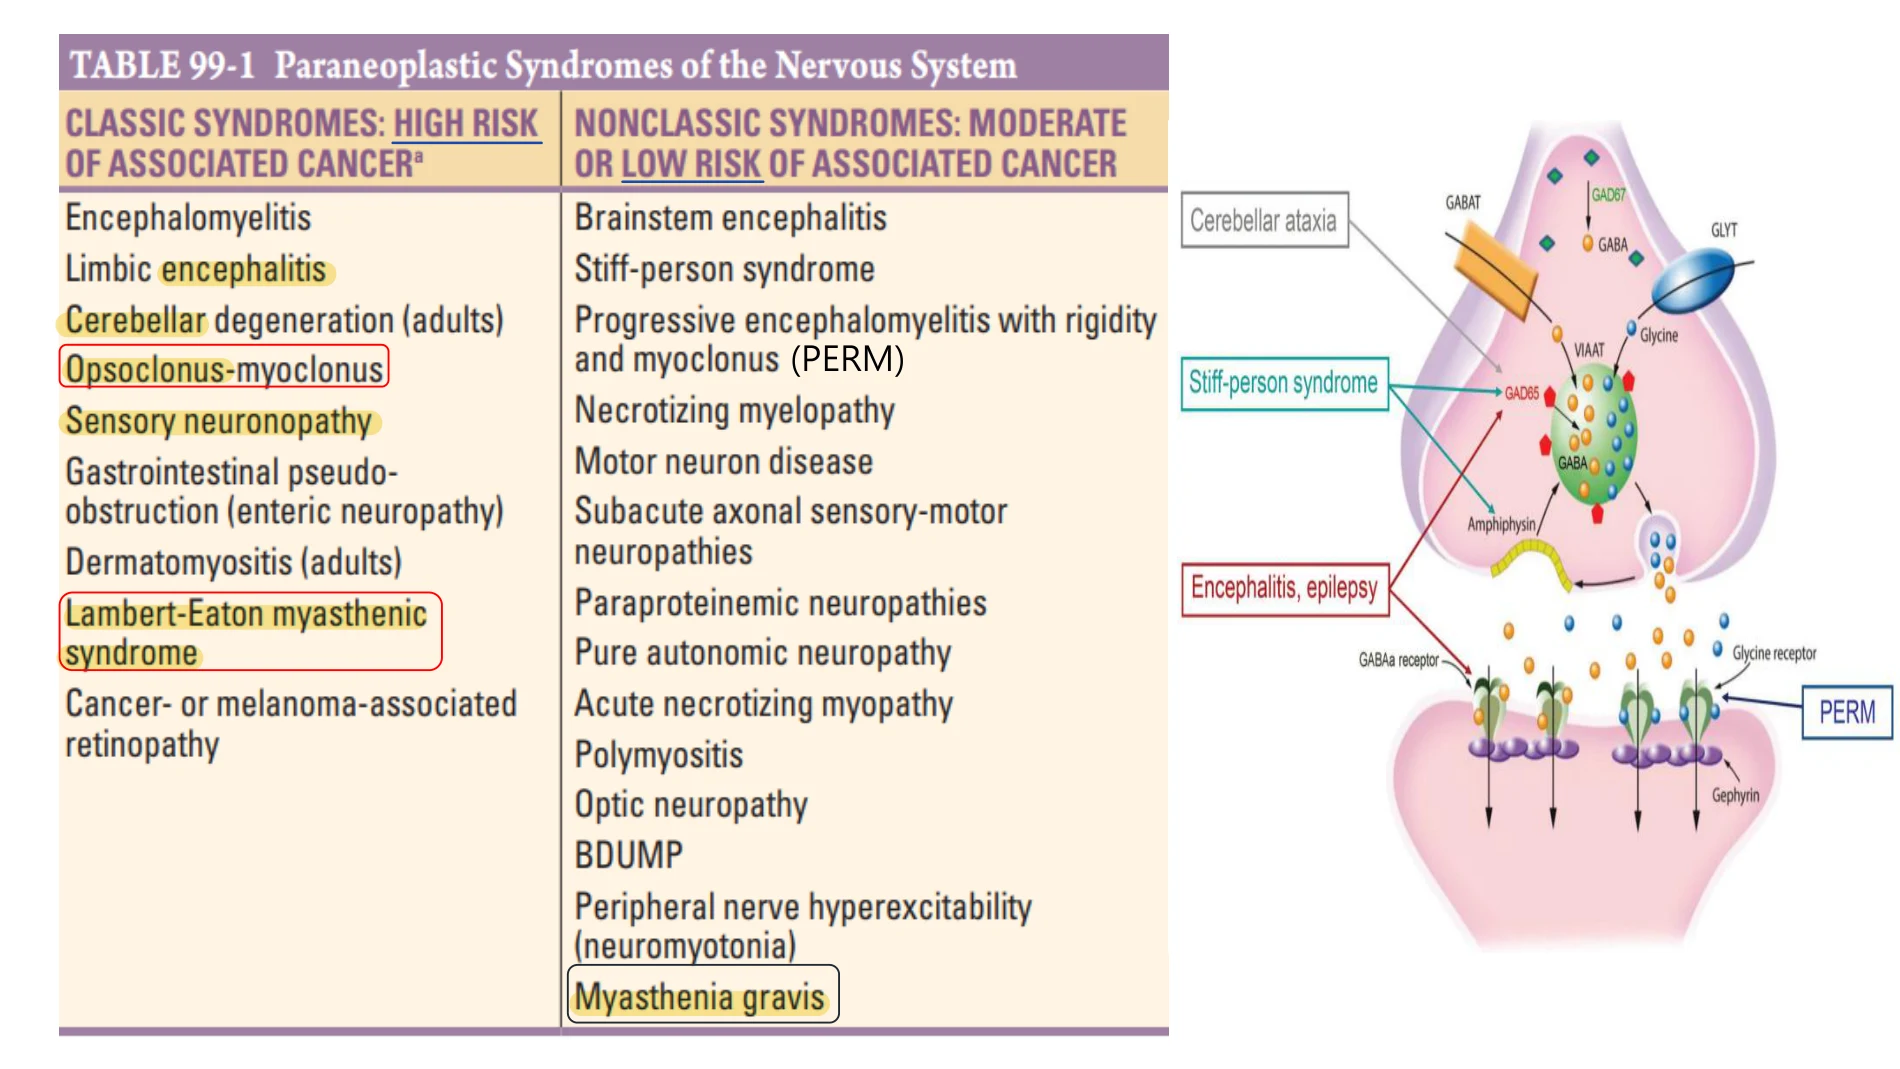 TABLE 99-1 Paraneoplastic Syndromes of the Nervous System
CLASSIC SYNDROMES: HIGH RISK
OF ASSOCIATED CANCERa
Encephalomyelitis
Limbic encephalitis
Cerebellar degeneration (adults)
Opsoclonus-myoclonus
Sensory neuronopathy
Gastrointestinal pseudo-
obstruction (enteric neuropathy)
Dermatomyositis (adults)
Lambert-Eaton myasthenic
syndrome
Cancer- or melanoma-associated
retinopathy
NONCLASSIC SYNDROMES: MODERATE
OR LOW RISK OF ASSOCIATED CANCER
Brainstem encephalitis
Stiff-person syndrome
Progressive encephalomyelitis with rigidity
and myoclonus (PERM)
Necrotizing myelopathy
Motor neuron disease
Subacute axonal sensory-motor
neuropathies
Paraproteinemic neuropathies
Pure autonomic neuropathy
Acute necrotizing myopathy
Polymyositis
Optic neuropathy
BDUMP
Peripheral nerve hyperexcitability
(neuromyotonia)
Myasthenia gravis
GAD67
GABAT
Cerebellar ataxia
GABA
GLYT
Glycine
VIAAT
Stiff-person syndrome
GAD65
GABA
Amphiphysin
Encephalitis, epilepsy
GABAa receptor
Glycine receptor
PERM
Gephyrin